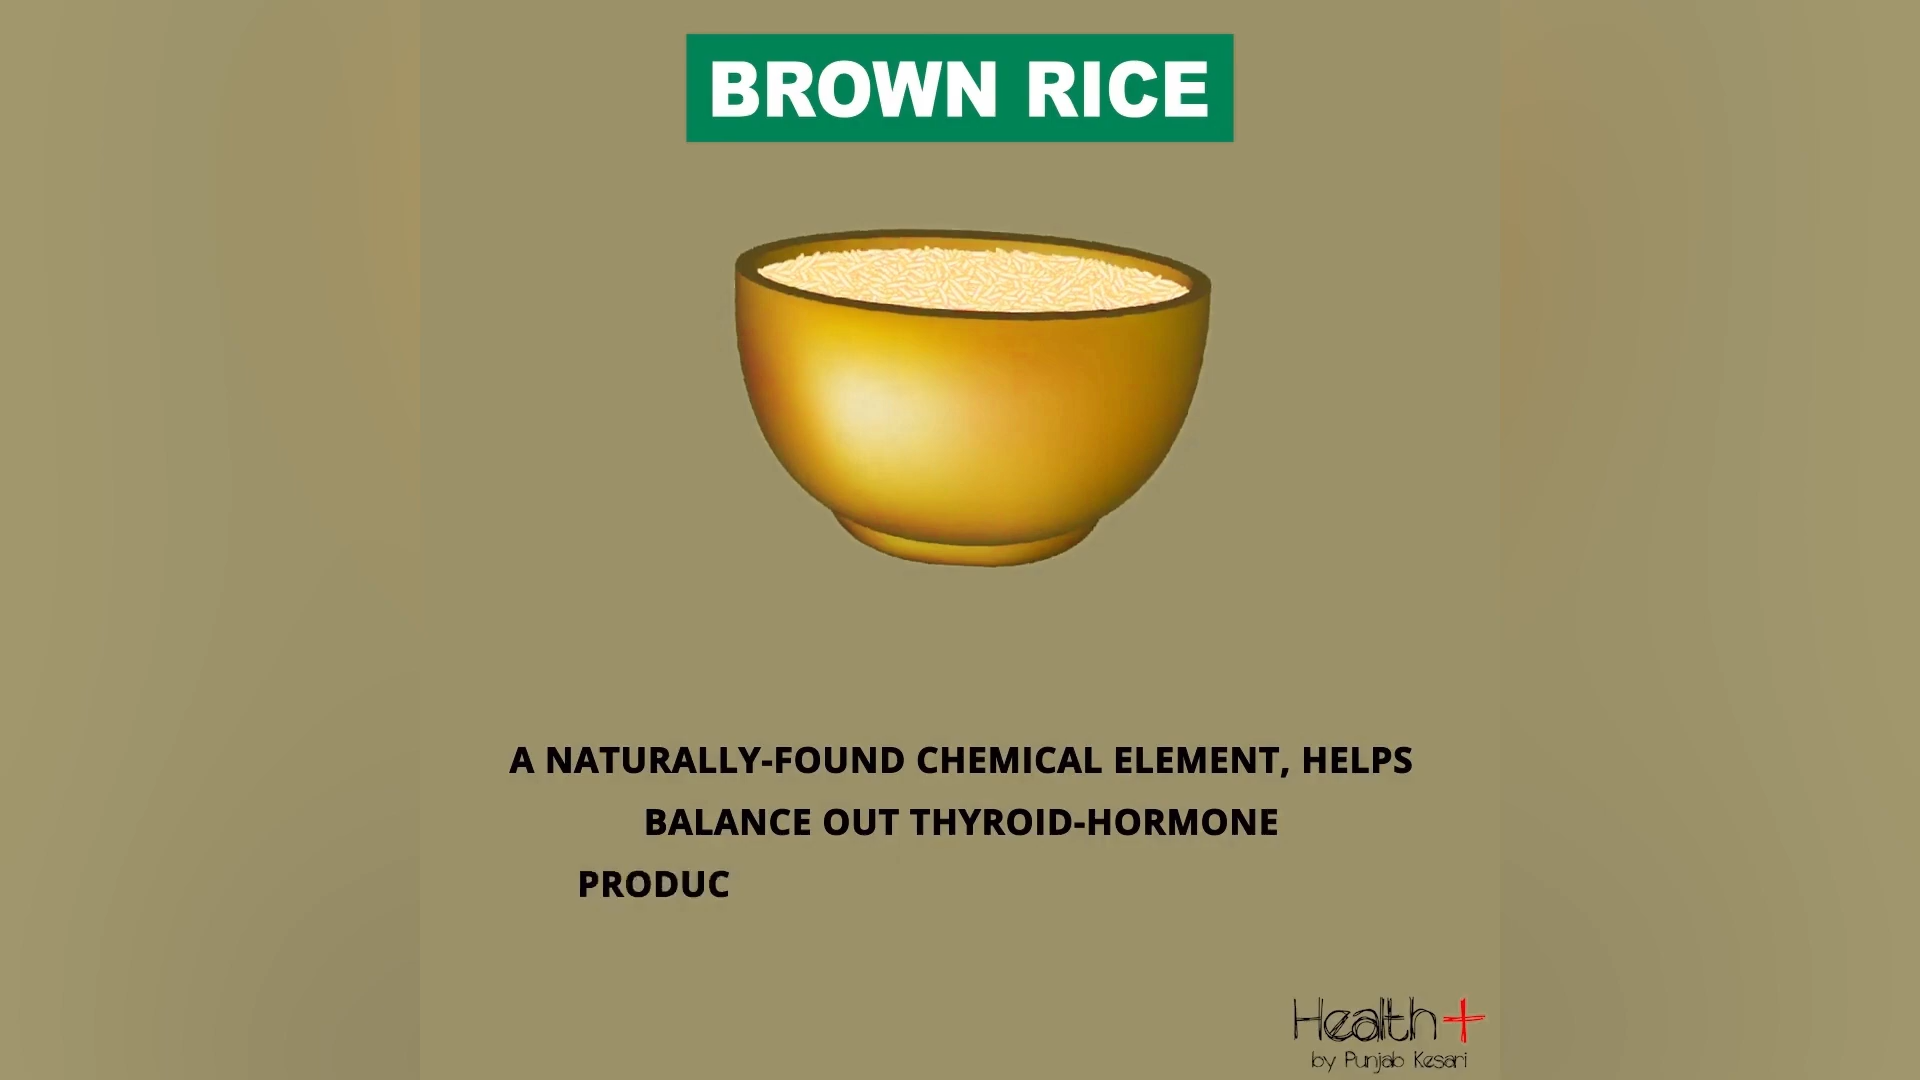 BROWN RICE
A NATURALLY-FOUND CHEMICAL ELEMENT, HELPS
BALANCE OUT THYROID-HORMONE
PRODUC
Health+
by Punjab Kesari